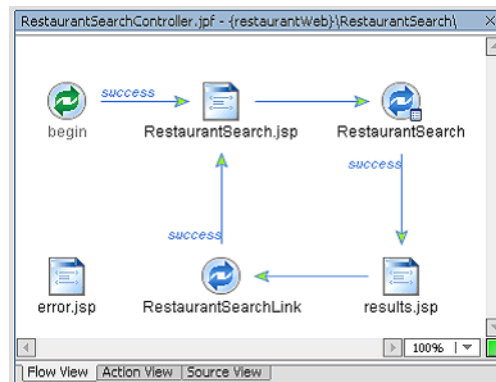 RestaurantSearchController.jpf - {restaurantWeb}\RestaurantSearch\
success
begin
RestaurantSearch.jsp
RestaurantSearch
success
success
error.jsp
RestaurantSearchLink
results.jsp
100%
Flow View Action View Source View